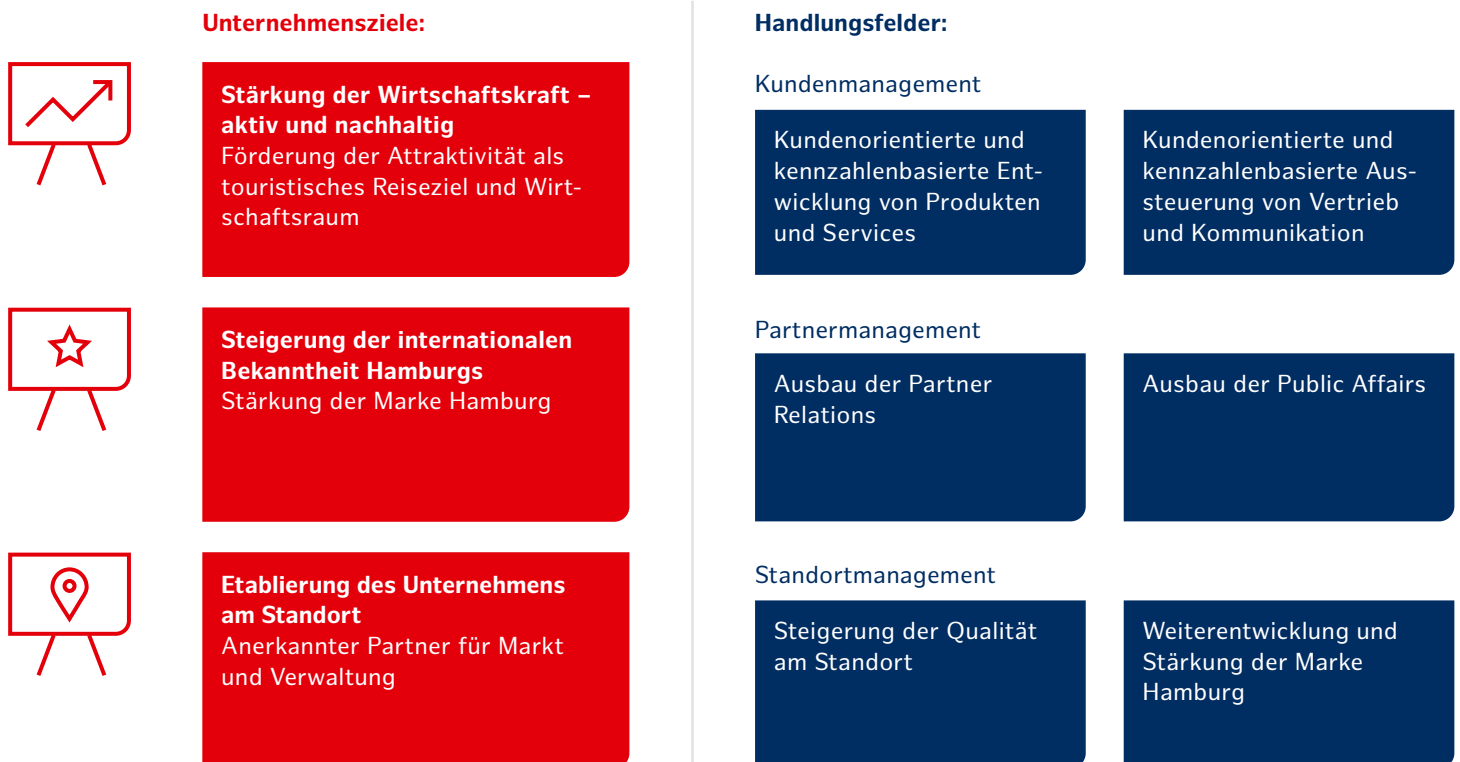 Unternehmensziele:
Stärkung der Wirtschaftskraft –
aktiv und nachhaltig
Förderung der Attraktivität als
touristisches Reiseziel und Wirt-
schaftsraum
Steigerung der internationalen
Bekanntheit Hamburgs
Stärkung der Marke Hamburg
Etablierung des Unternehmens
am Standort
Anerkannter Partner für Markt
und Verwaltung
Handlungsfelder:
Kundenmanagement
Kundenorientierte und
kennzahlenbasierte Ent-
wicklung von Produkten
und Services
Kundenorientierte und
kennzahlenbasierte Aus-
steuerung von Vertrieb
und Kommunikation
Partnermanagement
Ausbau der Partner
Relations
Ausbau der Public Affairs
Standortmanagement
Steigerung der Qualität
am Standort
Weiterentwicklung und
Stärkung der Marke
Hamburg